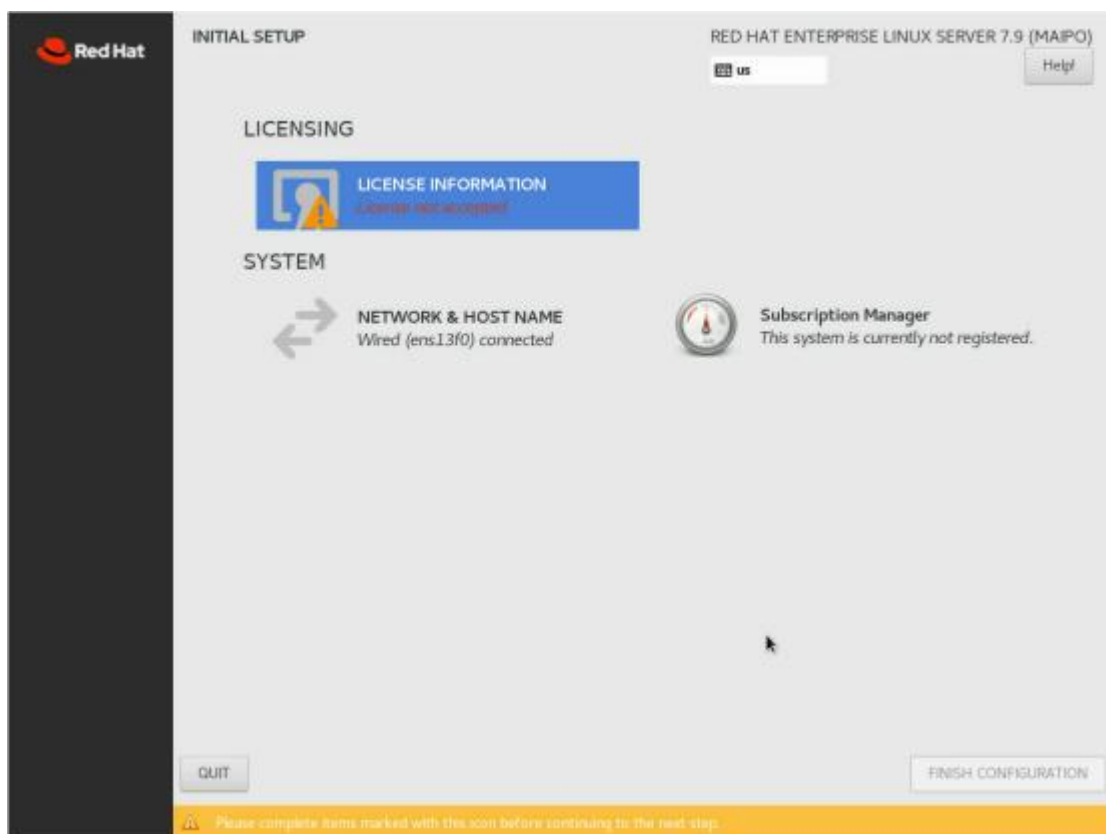 Red Hat
INITIAL SETUP
RED HAT ENTERPRISE LINUX SERVER 7.9 (MAIPO)
us
Help!
LICENSING
LICENSE INFORMATION
License not accepted
SYSTEM
NETWORK & HOST NAME
Wired (ens13f0) connected
Subscription Manager
This system is currently not registered.
QUIT
FINISH CONFIGURATION
Please complete items marked with this icon before continuing to the next step.